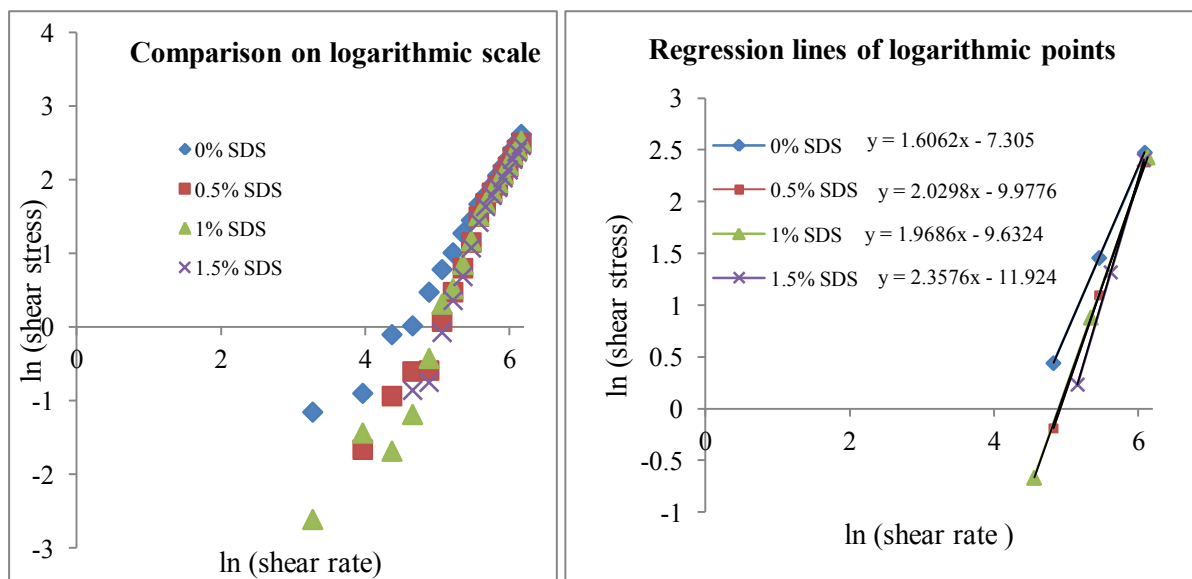 Comparison on logarithmic scale
ln (shear stress)
4
3
2
1
0
-1
-2
-3
0
2
4
6
0% SDS
0.5% SDS
1% SDS
1.5% SDS
ln (shear rate)
Regression lines of logarithmic points
ln (shear stress)
3
2.5
2
1.5
1
0.5
0
-0.5
-1
0
2
4
6
0% SDS y = 1.6062x - 7.305
0.5% SDS y = 2.0298x - 9.9776
1% SDS y = 1.9686x - 9.6324
1.5% SDS y = 2.3576x - 11.924
ln (shear rate )